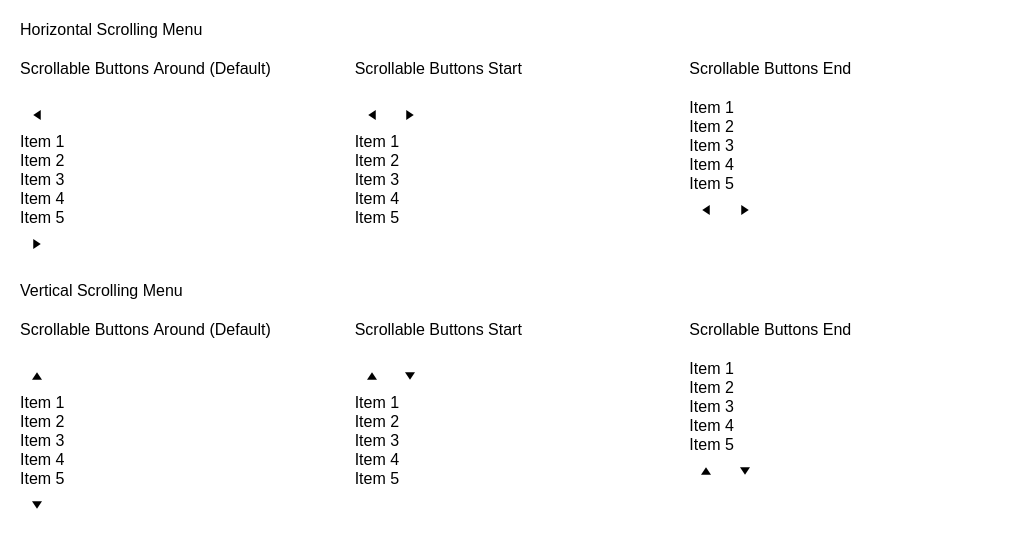 Horizontal Scrolling Menu
Scrollable Buttons Around (Default)
Item 1
Item 2
Item 3
Item 4
Item 5
Scrollable Buttons Start
Item 1
Item 2
Item 3
Item 4
Item 5
Scrollable Buttons End
Item 1
Item 2
Item 3
Item 4
Item 5
Vertical Scrolling Menu
Scrollable Buttons Around (Default)
Item 1
Item 2
Item 3
Item 4
Item 5
Scrollable Buttons Start
Item 1
Item 2
Item 3
Item 4
Item 5
Scrollable Buttons End
Item 1
Item 2
Item 3
Item 4
Item 5